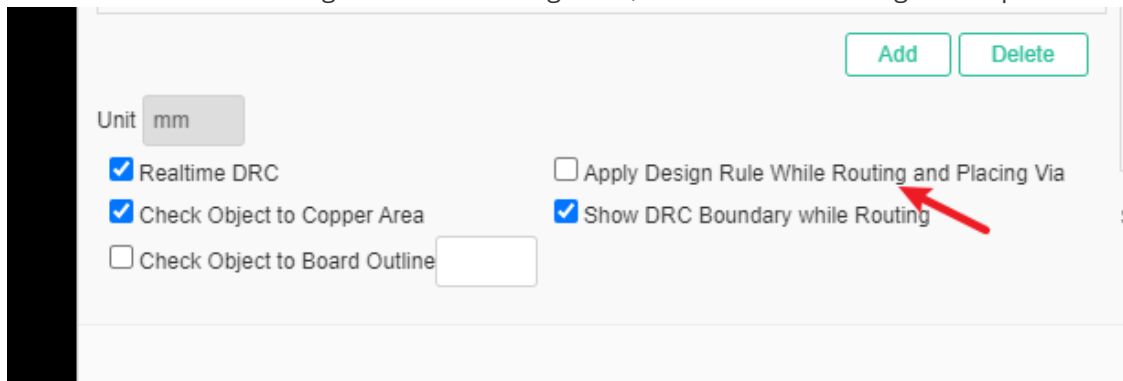 Add Delete
Unit mm
Realtime DRC Apply Design Rule While Routing and Placing Via
Check Object to Copper Area Show DRC Boundary while Routing
Check Object to Board Outline